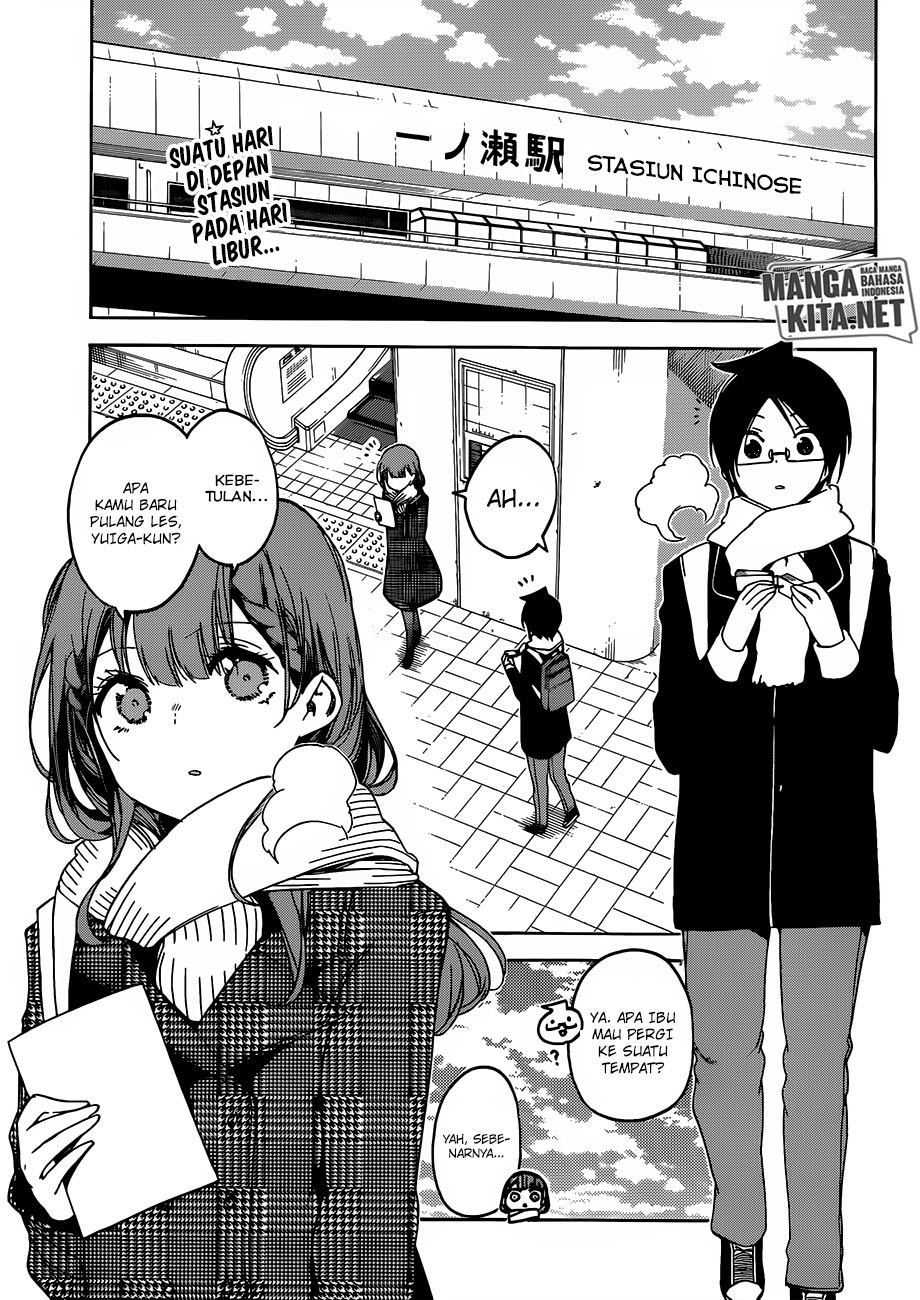 一ノ瀬駅 STASIUN ICHINOSE
SUATU HARI
DI DEPAN
STASIUN
PADA HARI
LIBUR...
MANGA
KITA.NET
BACA MANGA
BAHASA
INDONESIA
AH...
KEBE-
TULAN...
APA
KAMU BARU
PULANG LES,
YUIGA-KUN?
YA. APA IBU
MAU PERGI
KE SUATU
TEMPAT?
?
YAH, SEBE-
NARNYA...